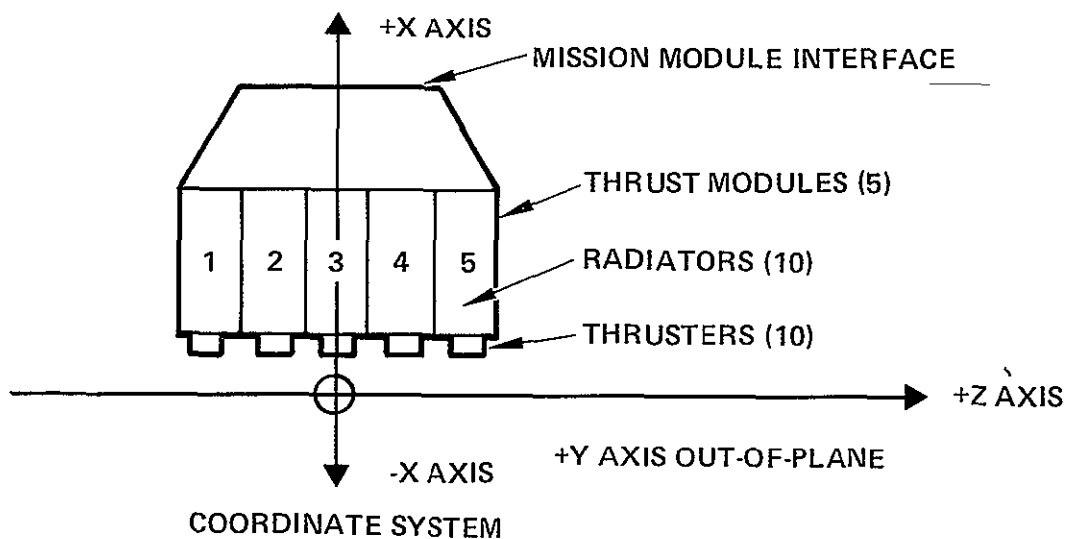 +X AXIS
MISSION MODULE INTERFACE
THRUST MODULES (5)
1 2 3 4 5
RADIATORS (10)
THRUSTERS (10)
+Z AXIS
+Y AXIS OUT-OF-PLANE
-X AXIS
COORDINATE SYSTEM